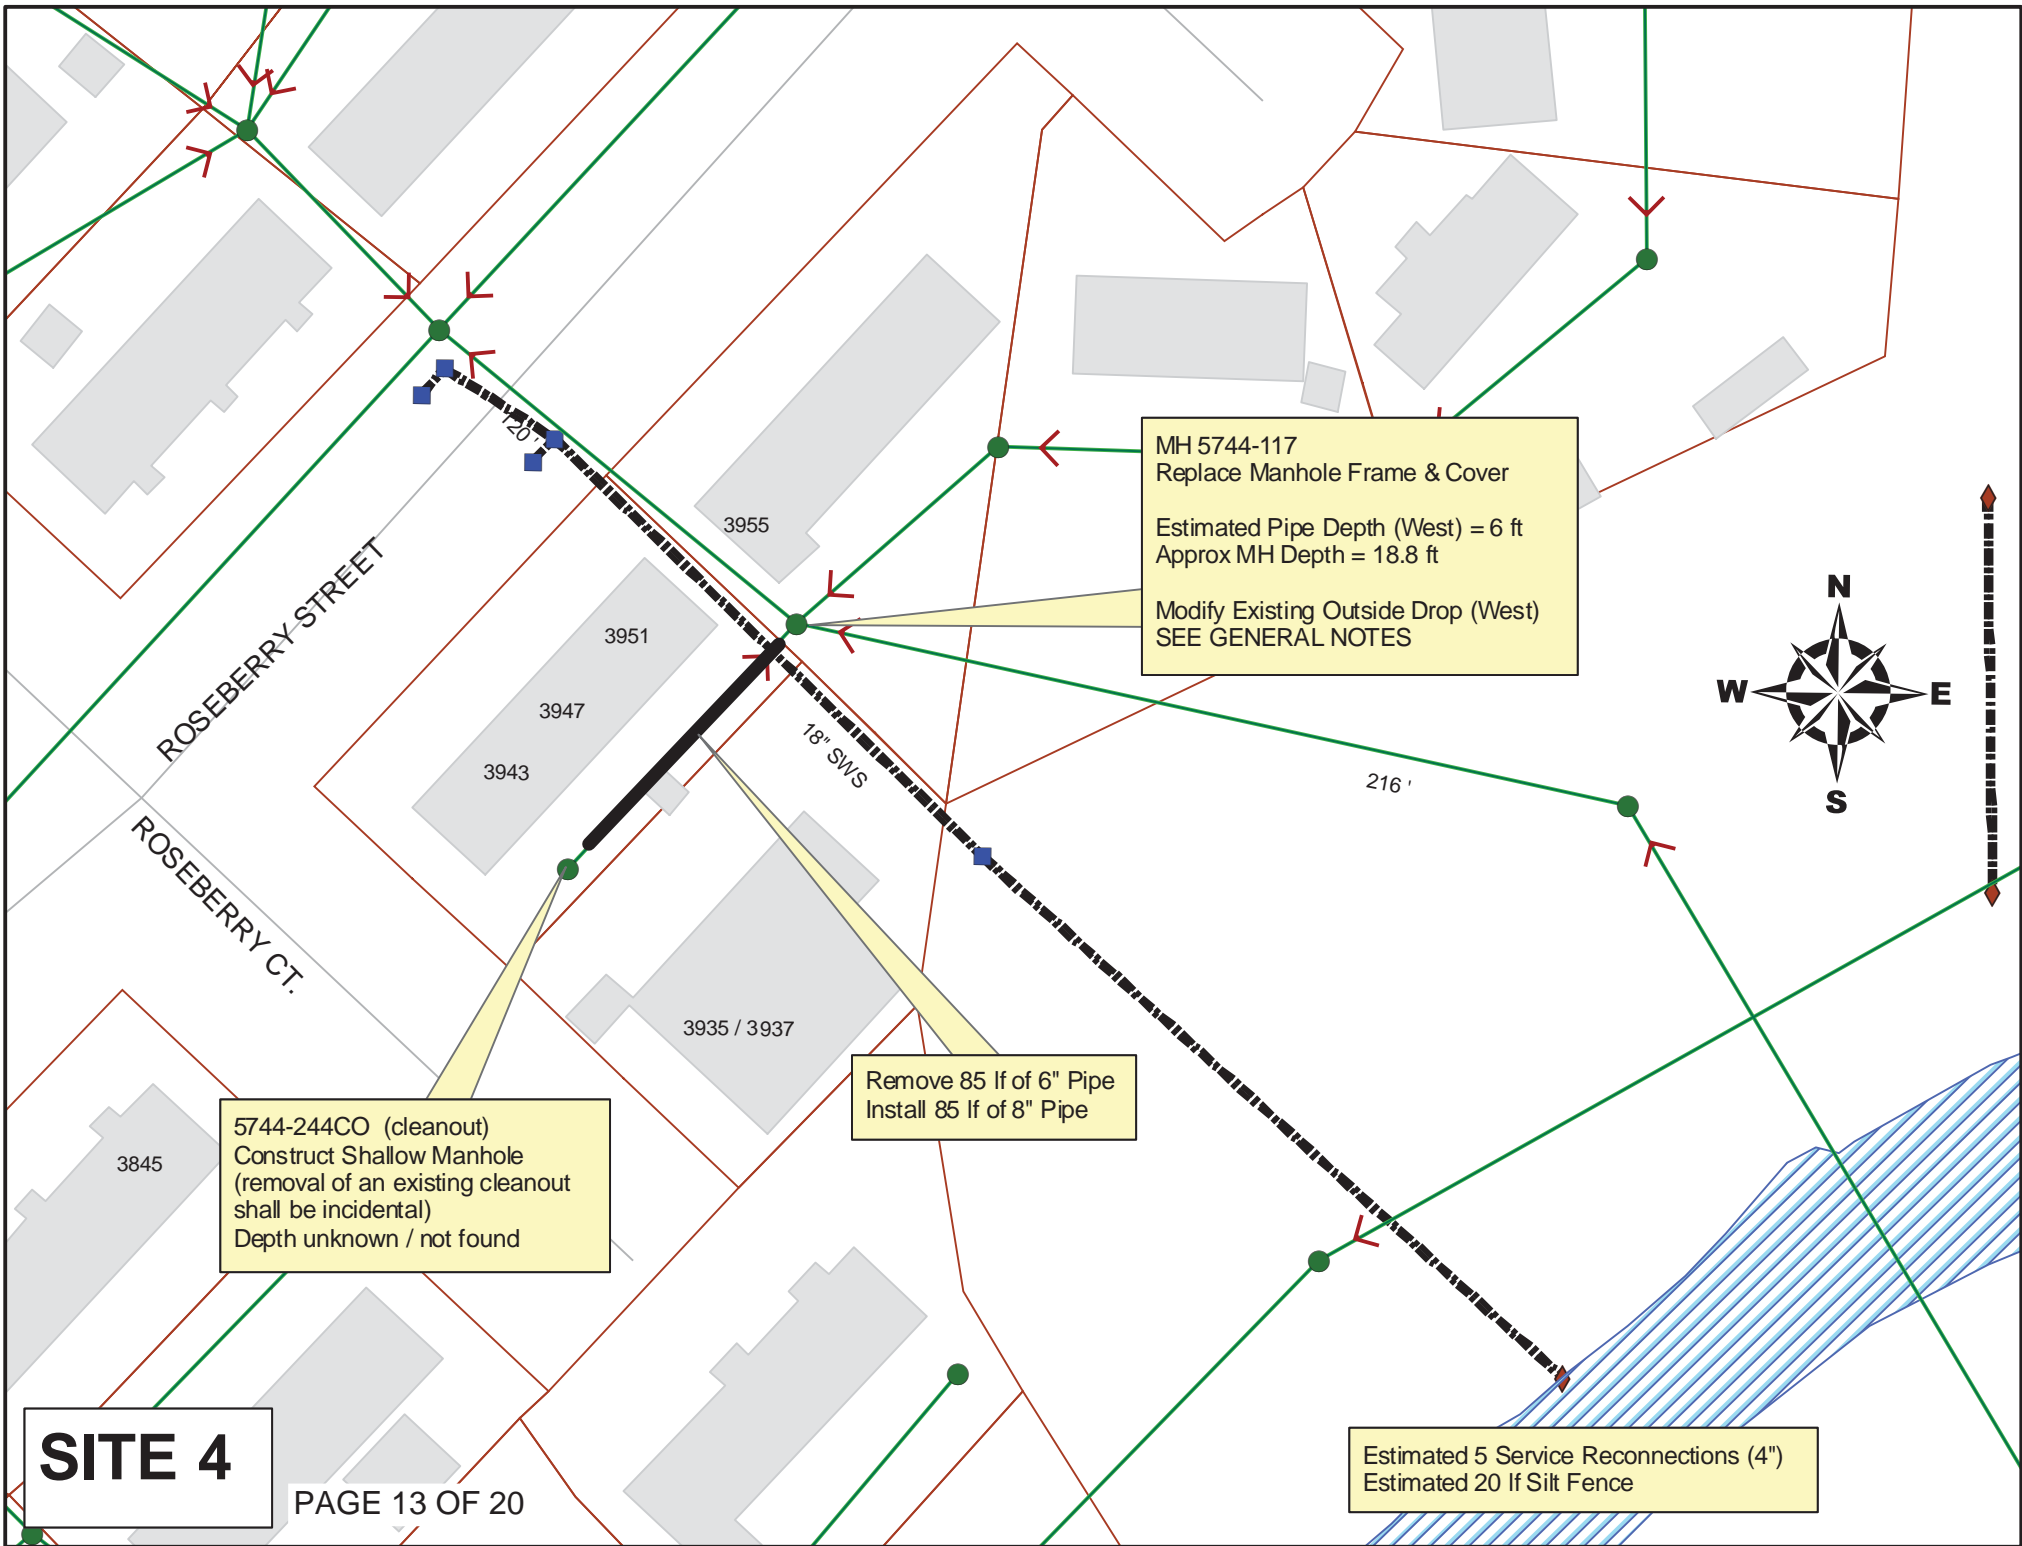 MH 5744-117
Replace Manhole Frame & Cover
Estimated Pipe Depth (West) = 6 ft
Approx MH Depth = 18.8 ft
Modify Existing Outside Drop (West)
SEE GENERAL NOTES
120 '
3955
3951
3947
3943
18" SWS
216 '
N
W
E
S
ROSEBERRY STREET
ROSEBERRY CT.
3935 / 3937
Remove 85 lf of 6" Pipe
Install 85 lf of 8" Pipe
5744-244CO (cleanout)
Construct Shallow Manhole
(removal of an existing cleanout
shall be incidental)
Depth unknown / not found
3845
Estimated 5 Service Reconnections (4")
Estimated 20 lf Silt Fence
SITE 4
PAGE 13 OF 20